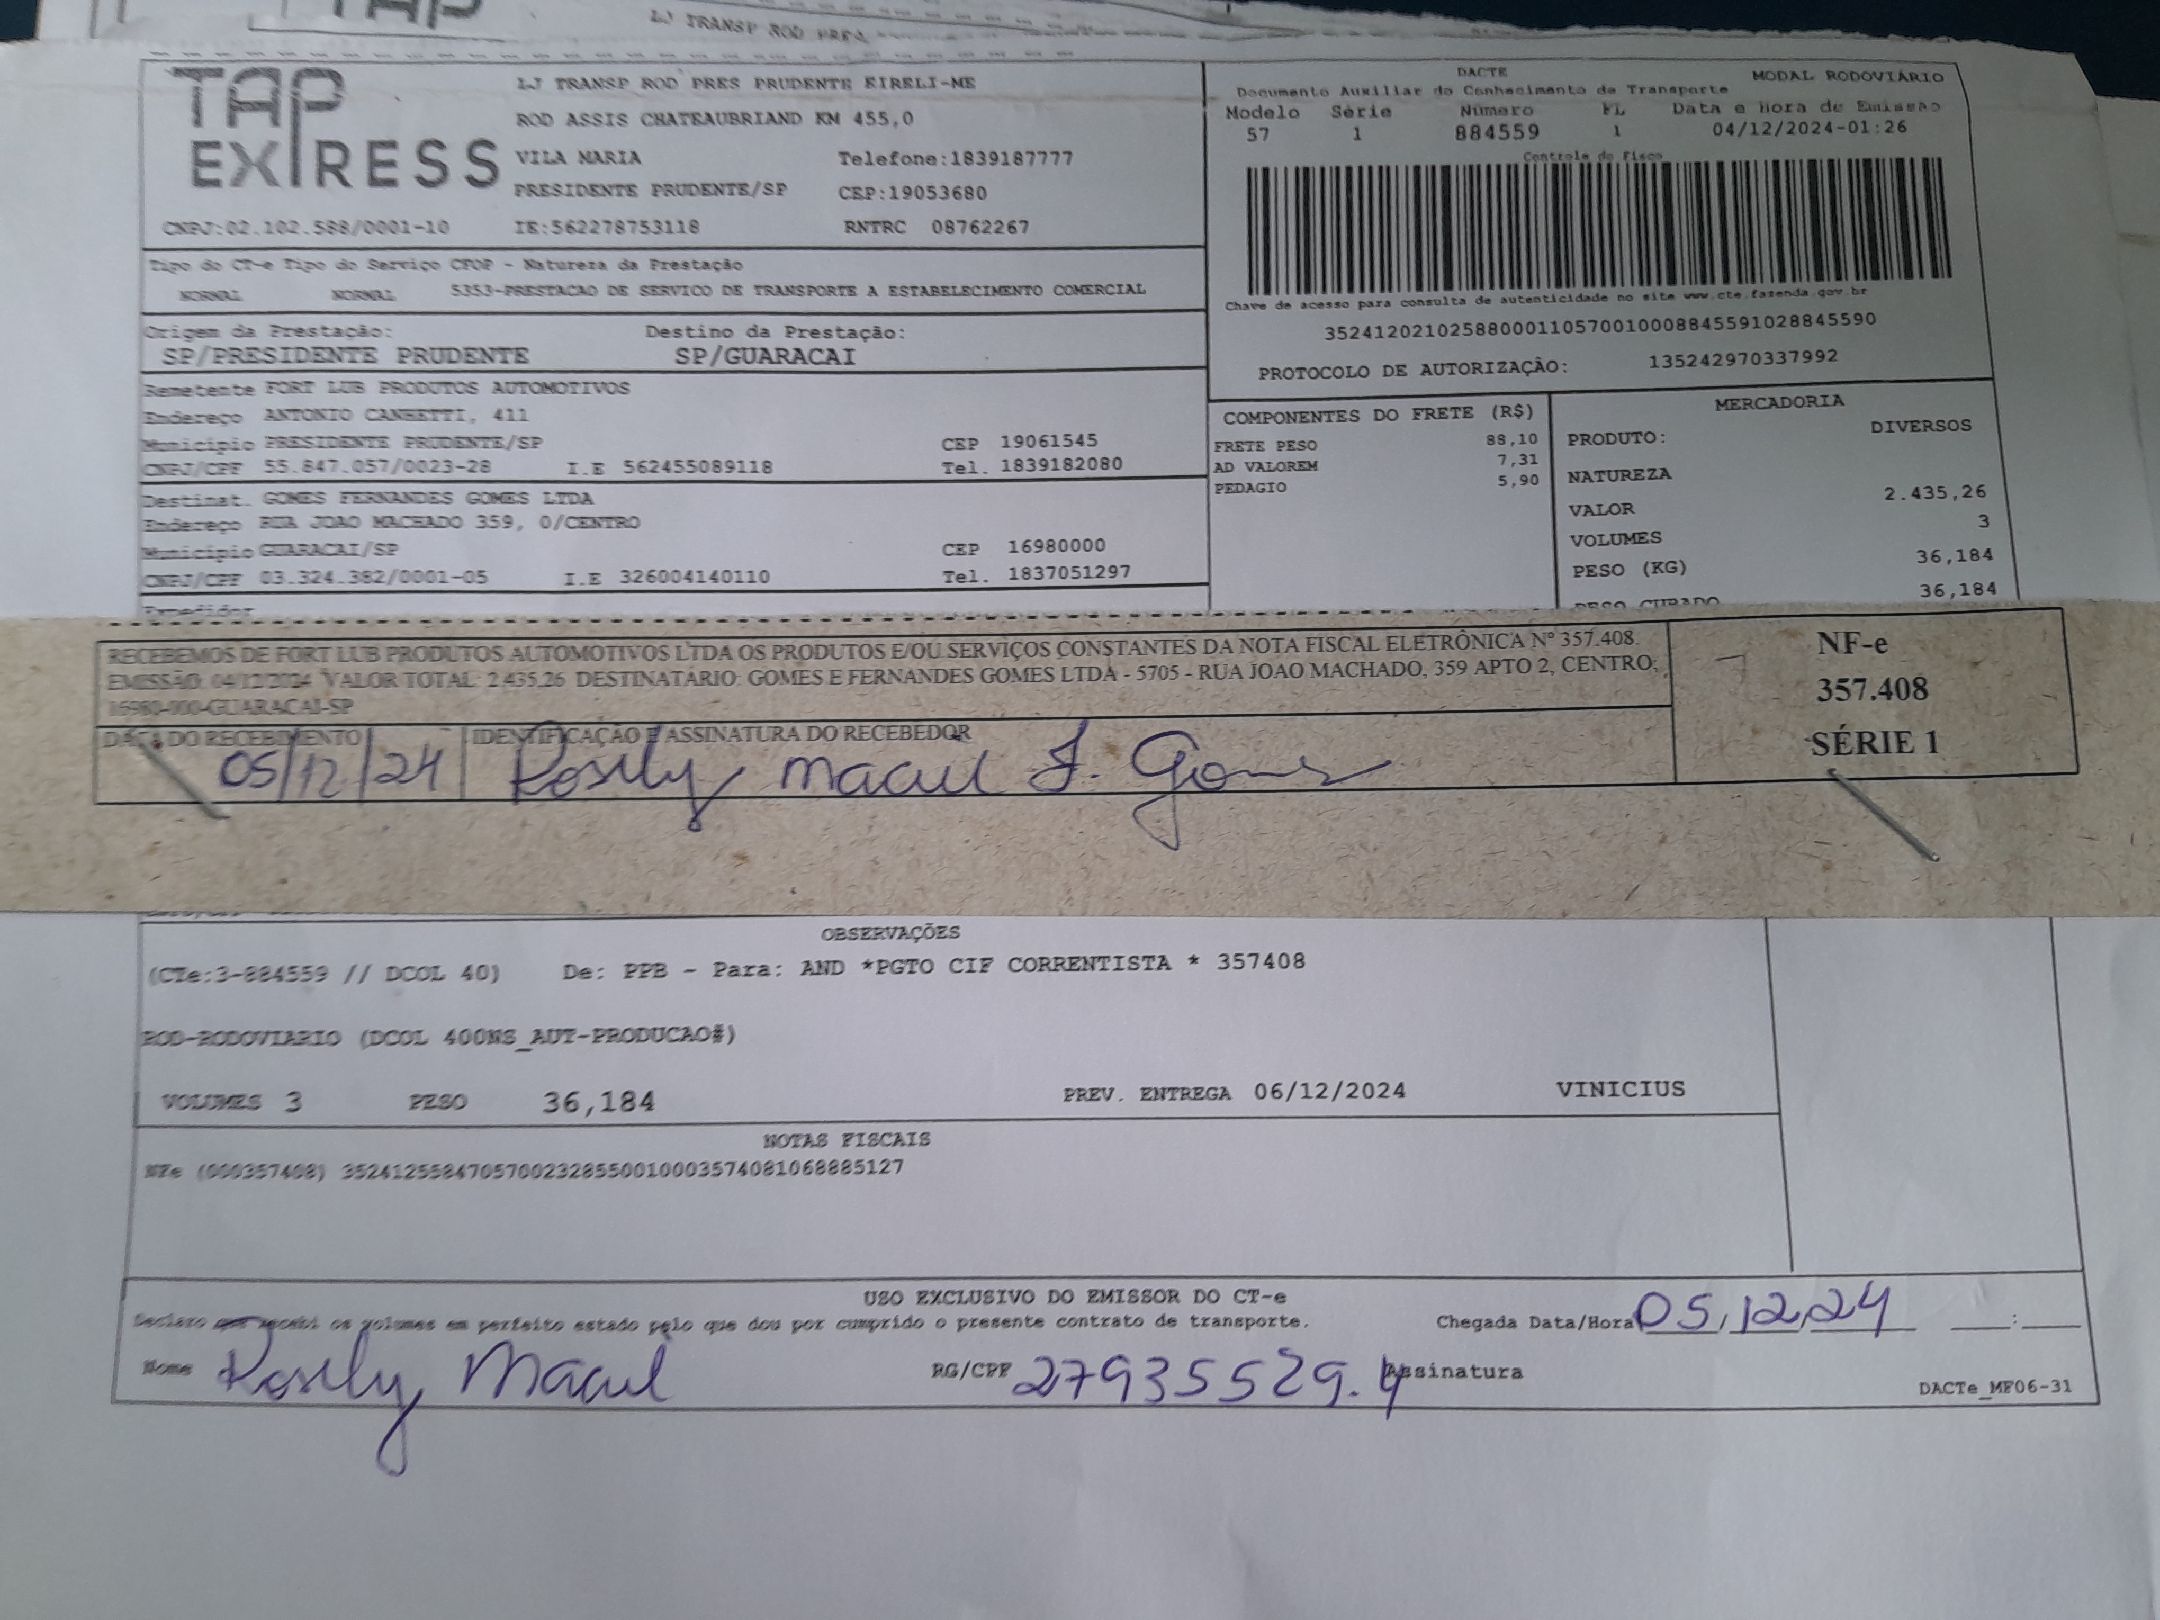 LJ TRANSP ROD PRES
TAP EXPRESS
LJ TRANSP ROD PRES PRUDENTE EIRELI-ME
ROD ASSIS CHATEAUBRIAND KM 455,0
VILA MARIA Telefone:1839187777
PRESIDENTE PRUDENTE/SP CEP:19053680
CNPJ:02.102.588/0001-10 IE:562278753118 RNTRC 08762267
DACTE MODAL RODOVIÁRIO
Documento Auxiliar do Conhecimento de Transporte
Modelo Série Número FL Data e Hora de Emissão
57 1 884559 1 04/12/2024-01:26
Controle do Fisco
Chave de acesso para consulta de autenticidade no site www.cte.fazenda.gov.br
35241202102588000110570010008845591028845590
PROTOCOLO DE AUTORIZAÇÃO: 135242970337992
Tipo do CT-e Tipo do Serviço CFOP - Natureza da Prestação
NORMAL NORMAL 5353-PRESTACAO DE SERVICO DE TRANSPORTE A ESTABELECIMENTO COMERCIAL
Origem da Prestação: Destino da Prestação:
SP/PRESIDENTE PRUDENTE SP/GUARACAI
Remetente FORT LUB PRODUTOS AUTOMOTIVOS
Endereço ANTONIO CANHETTI, 411
Município PRESIDENTE PRUDENTE/SP CEP 19061545
CNPJ/CPF 55.847.057/0023-28 I.E 562455089118 Tel. 1839182080
Destinat. GOMES FERNANDES GOMES LTDA
Endereço RUA JOAO MACHADO 359, 0/CENTRO
Município GUARACAI/SP CEP 16980000
CNPJ/CPF 03.324.382/0001-05 I.E 326004140110 Tel. 1837051297
Expedidor
COMPONENTES DO FRETE (R$)
FRETE PESO 88,10
AD VALOREM 7,31
PEDAGIO 5,90
MERCADORIA
PRODUTO: DIVERSOS
NATUREZA
VALOR 2.435,26
VOLUMES 3
PESO (KG) 36,184
PESO CUBADO 36,184
RECEBEMOS DE FORT LUB PRODUTOS AUTOMOTIVOS LTDA OS PRODUTOS E/OU SERVIÇOS CONSTANTES DA NOTA FISCAL ELETRÔNICA Nº 357.408.
EMISSÃO: 04/12/2024 VALOR TOTAL: 2.435,26 DESTINATÁRIO: GOMES E FERNANDES GOMES LTDA - 5705 - RUA JOAO MACHADO, 359 APTO 2, CENTRO,
16980-000-GUARACAI-SP
DATA DO RECEBIMENTO IDENTIFICAÇÃO E ASSINATURA DO RECEBEDOR
05/12/24 Rosely Macul F. Gomes
NF-e
357.408
SÉRIE 1
OBSERVAÇÕES
(CTe:3-884559 // DCOL 40) De: PPB - Para: AND *PGTO CIF CORRENTISTA * 357408
ROD-RODOVIARIO (DCOL 400NS_AUT-PRODUCAO#)
VOLUMES 3 PESO 36,184 PREV. ENTREGA 06/12/2024 VINICIUS
NOTAS FISCAIS
NFe (000357408) 35241255847057002328550010003574081068885127
USO EXCLUSIVO DO EMISSOR DO CT-e
Declaro que recebi os volumes em perfeito estado pelo que dou por cumprido o presente contrato de transporte. Chegada Data/Hora 05/12/24 __:__
Nome Rosely Macul RG/CPF 27935529.4 Assinatura
DACTe_MF06-31